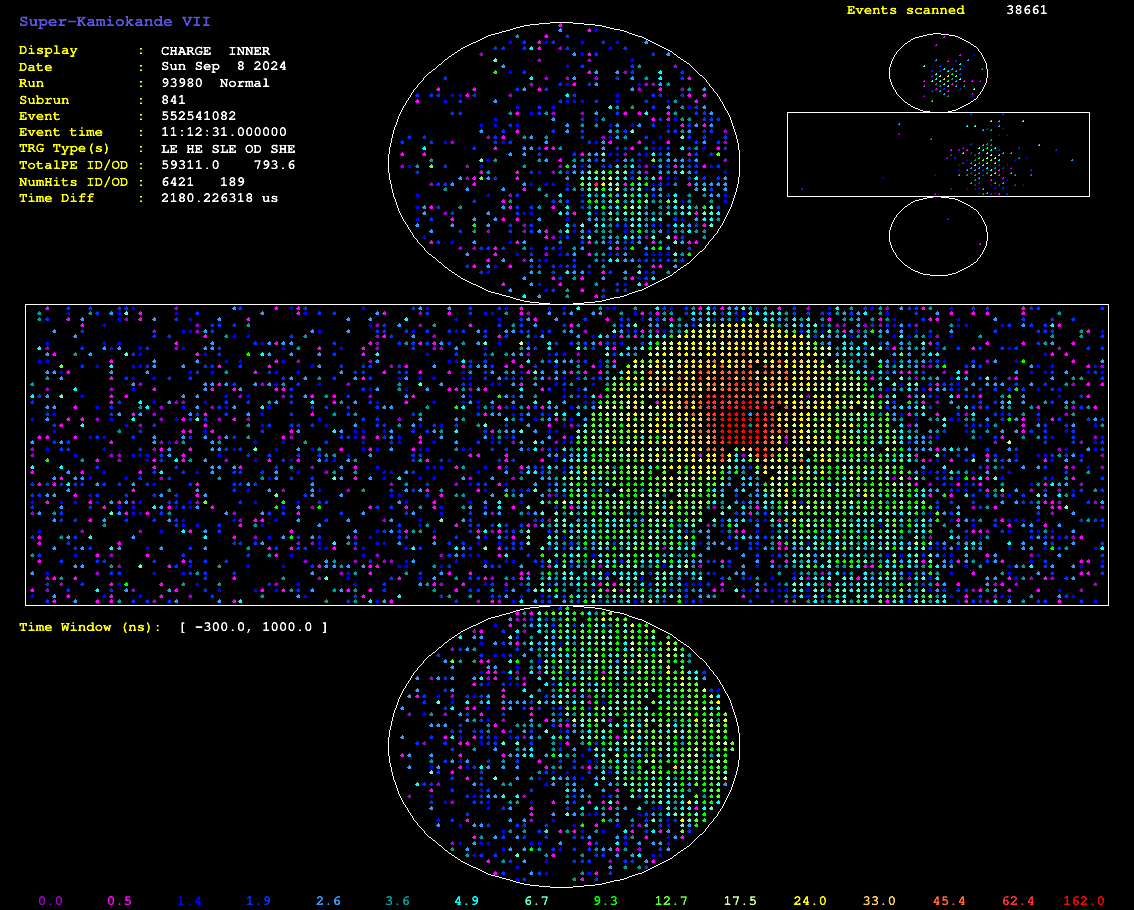 Super-Kamiokande VII
Events scanned 38661
Display : CHARGE INNER
Date : Sun Sep 8 2024
Run : 93980 Normal
Subrun : 841
Event : 552541082
Event time : 11:12:31.000000
TRG Type(s) : LE HE SLE OD SHE
TotalPE ID/OD : 59311.0 793.6
NumHits ID/OD : 6421 189
Time Diff : 2180.226318 us
Time Window (ns): [ -300.0, 1000.0 ]
0.0 0.5 1.4 1.9 2.6 3.6 4.9 6.7 9.3 12.7 17.5 24.0 33.0 45.4 62.4 162.0